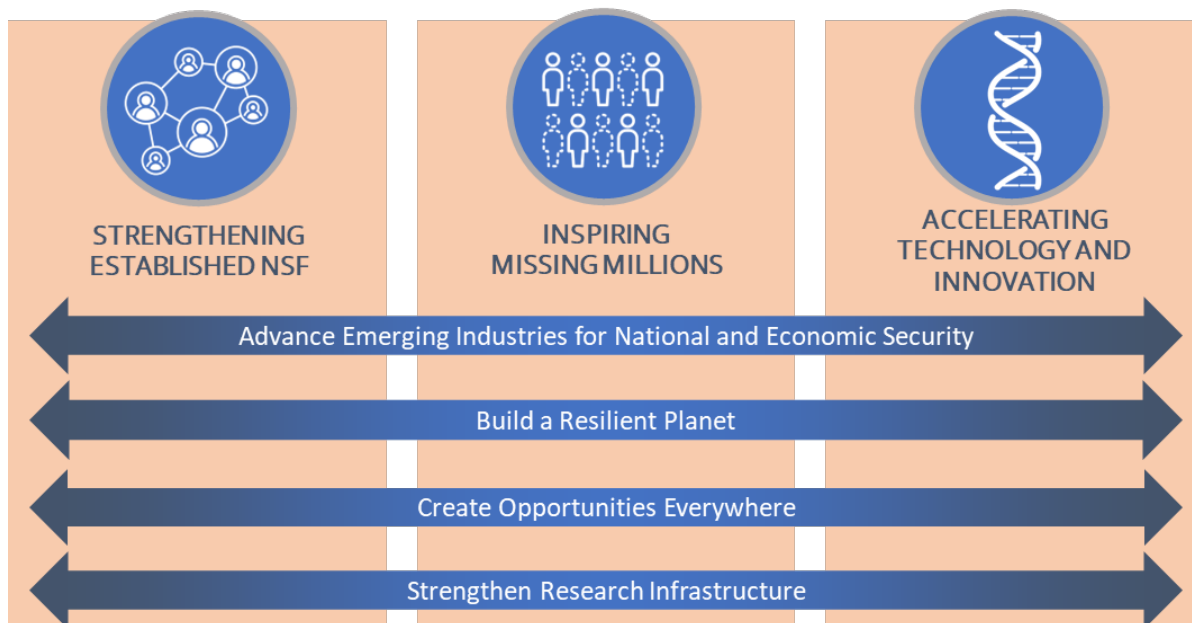 STRENGTHENING
ESTABLISHED NSF
INSPIRING
MISSING MILLIONS
ACCELERATING
TECHNOLOGY AND
INNOVATION
Advance Emerging Industries for National and Economic Security
Build a Resilient Planet
Create Opportunities Everywhere
Strengthen Research Infrastructure